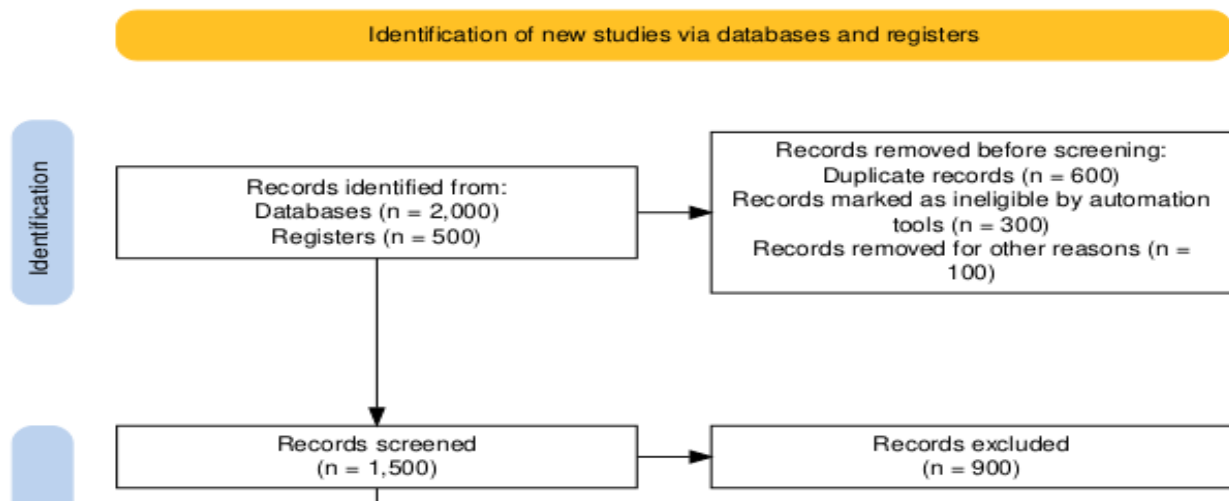 Identification of new studies via databases and registers
Identification
Records identified from:
Databases (n = 2,000)
Registers (n = 500)
Records removed before screening:
Duplicate records (n = 600)
Records marked as ineligible by automation
tools (n = 300)
Records removed for other reasons (n =
100)
Records screened
(n = 1,500)
Records excluded
(n = 900)